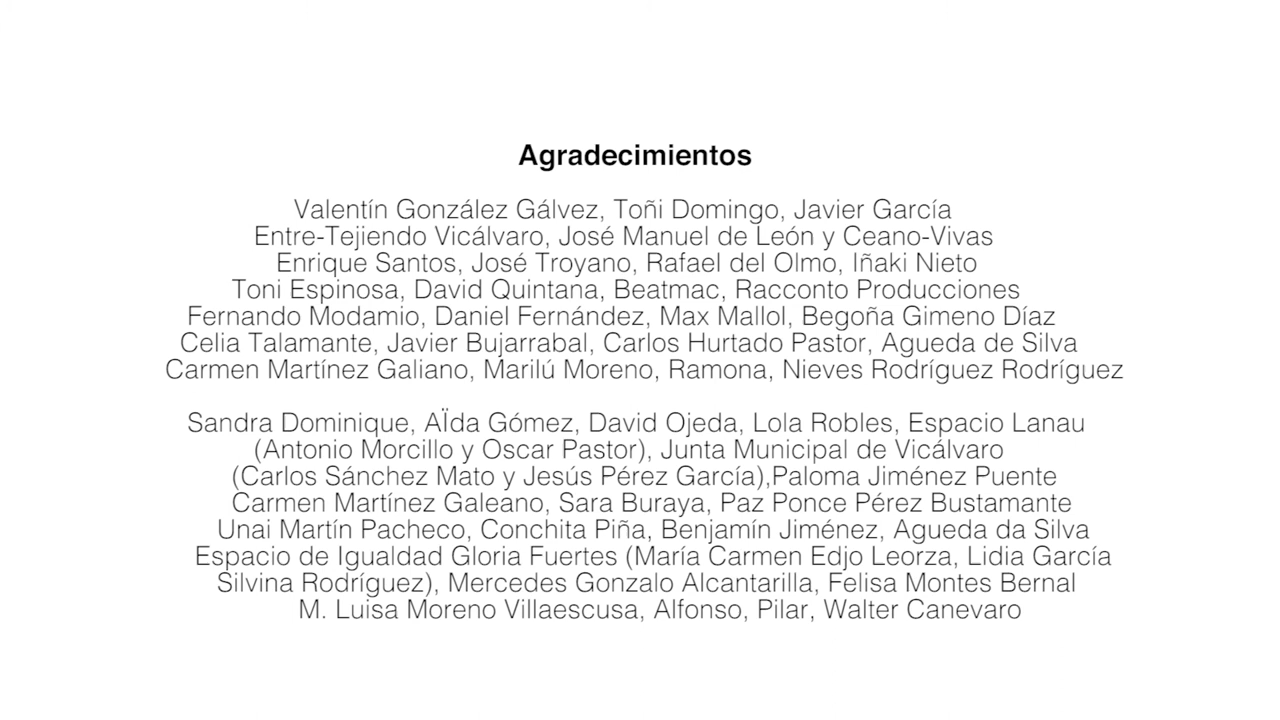 Agradecimientos
Valentín González Gálvez, Toñi Domingo, Javier García
Entre-Tejiendo Vicálvaro, José Manuel de León y Ceano-Vivas
Enrique Santos, José Troyano, Rafael del Olmo, Iñaki Nieto
Toni Espinosa, David Quintana, Beatmac, Racconto Producciones
Fernando Modamio, Daniel Fernández, Max Mallol, Begoña Gimeno Díaz
Celia Talamante, Javier Bujarrabal, Carlos Hurtado Pastor, Agueda de Silva
Carmen Martínez Galiano, Marilú Moreno, Ramona, Nieves Rodríguez Rodríguez
Sandra Dominique, AÏda Gómez, David Ojeda, Lola Robles, Espacio Lanau
(Antonio Morcillo y Oscar Pastor), Junta Municipal de Vicálvaro
(Carlos Sánchez Mato y Jesús Pérez García),Paloma Jiménez Puente
Carmen Martínez Galeano, Sara Buraya, Paz Ponce Pérez Bustamante
Unai Martín Pacheco, Conchita Piña, Benjamín Jiménez, Agueda da Silva
Espacio de Igualdad Gloria Fuertes (María Carmen Edjo Leorza, Lidia García
Silvina Rodríguez), Mercedes Gonzalo Alcantarilla, Felisa Montes Bernal
M. Luisa Moreno Villaescusa, Alfonso, Pilar, Walter Canevaro